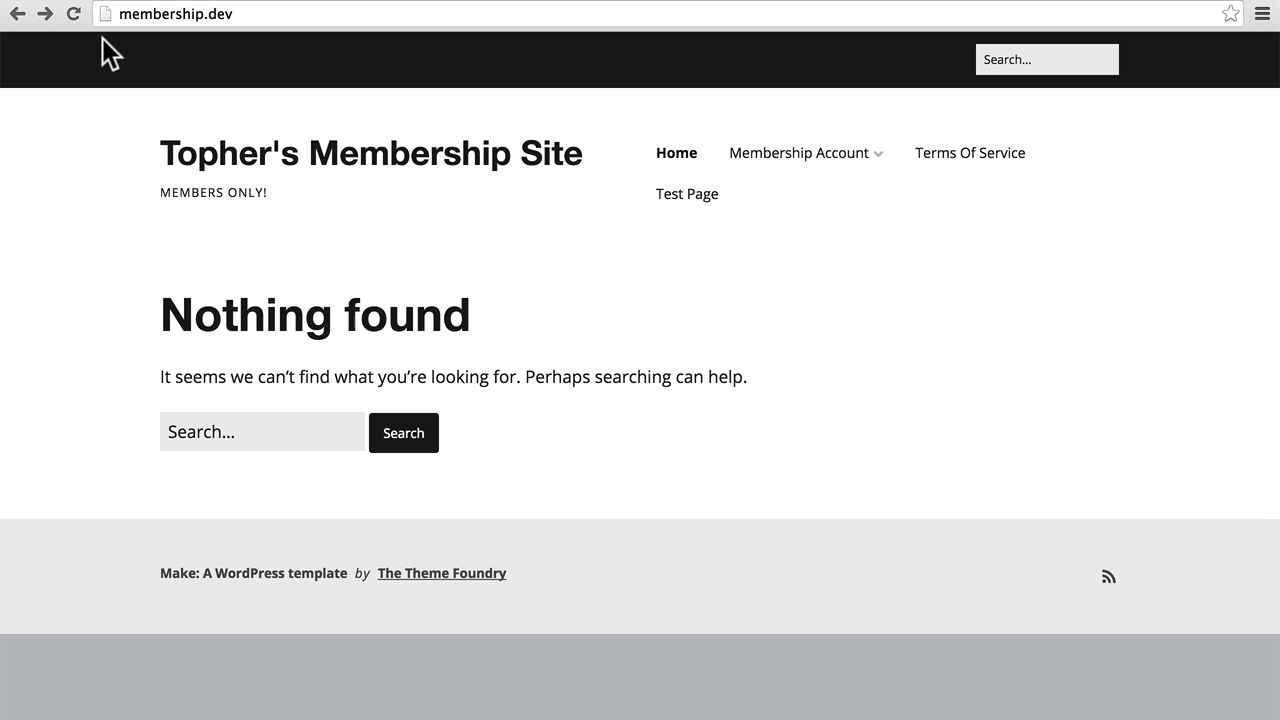 membership.dev
Search...
Topher's Membership Site
MEMBERS ONLY!
Home Membership Account Terms Of Service
Test Page
Nothing found
It seems we can’t find what you’re looking for. Perhaps searching can help.
Search... Search
Make: A WordPress template by The Theme Foundry